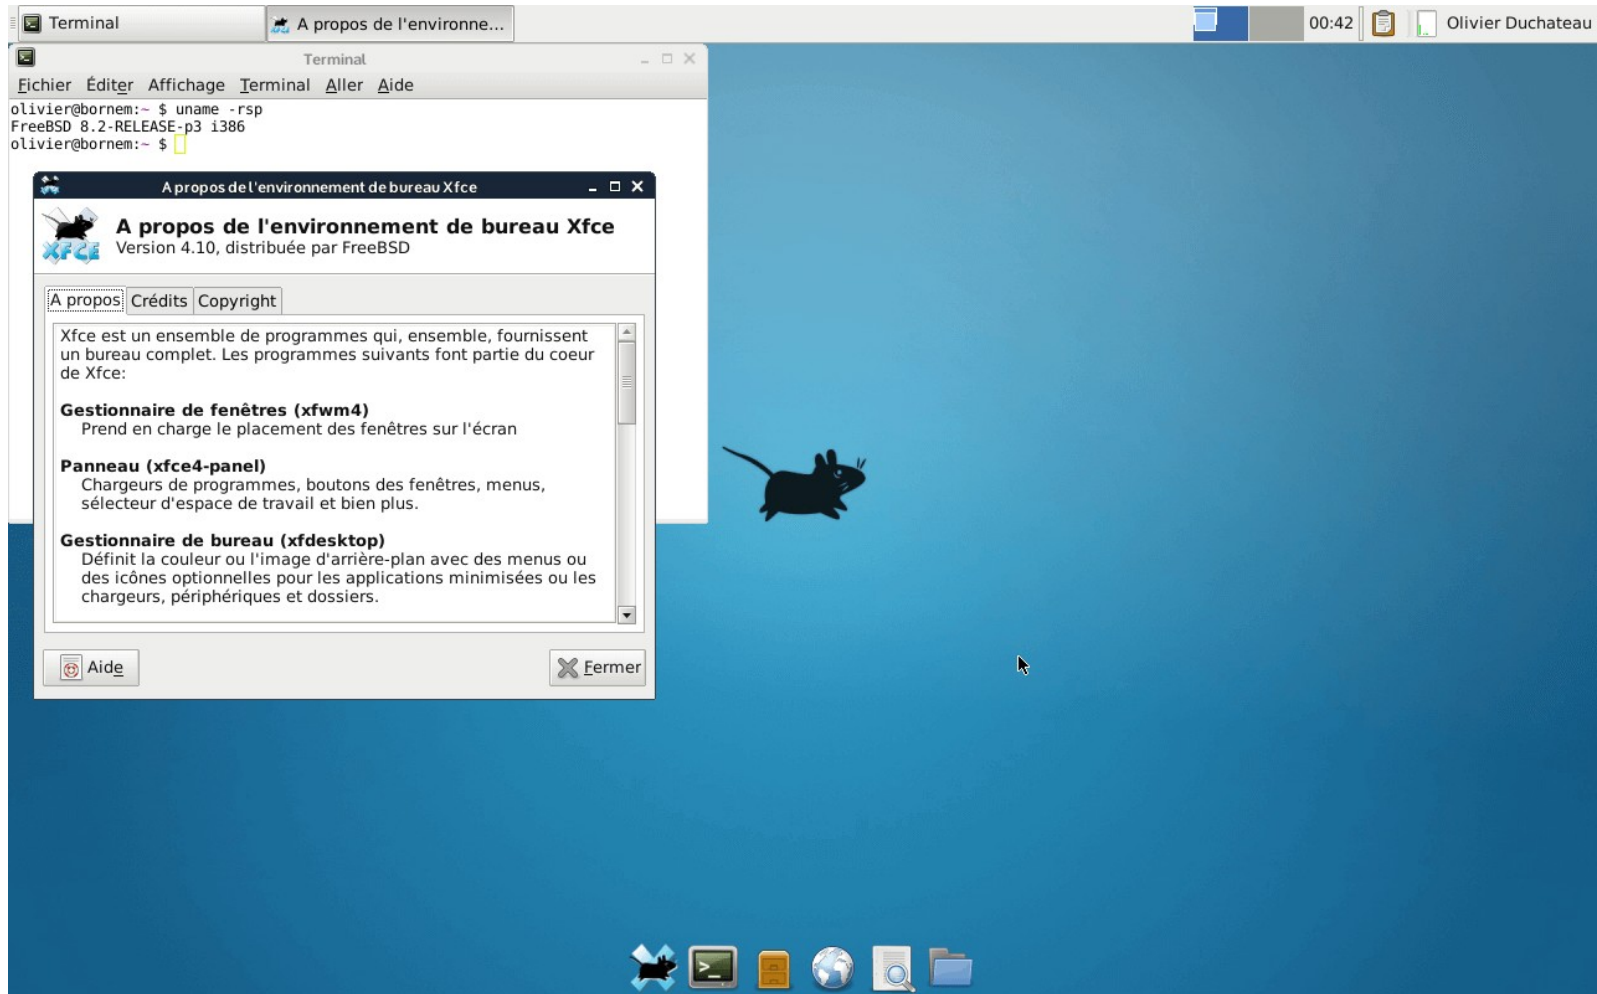 Terminal
A propos de l'environne...
00:42
Olivier Duchateau
Terminal
Fichier Éditer Affichage Terminal Aller Aide
olivier@bornem:~ $ uname -rsp
FreeBSD 8.2-RELEASE-p3 i386
olivier@bornem:~ $
A propos de l'environnement de bureau Xfce
XFCE
A propos de l'environnement de bureau Xfce
Version 4.10, distribuée par FreeBSD
A propos Crédits Copyright
Xfce est un ensemble de programmes qui, ensemble, fournissent
un bureau complet. Les programmes suivants font partie du coeur
de Xfce:
Gestionnaire de fenêtres (xfwm4)
Prend en charge le placement des fenêtres sur l'écran
Panneau (xfce4-panel)
Chargeurs de programmes, boutons des fenêtres, menus,
sélecteur d'espace de travail et bien plus.
Gestionnaire de bureau (xfdesktop)
Définit la couleur ou l'image d'arrière-plan avec des menus ou
des icônes optionnelles pour les applications minimisées ou les
chargeurs, périphériques et dossiers.
Aide
Fermer